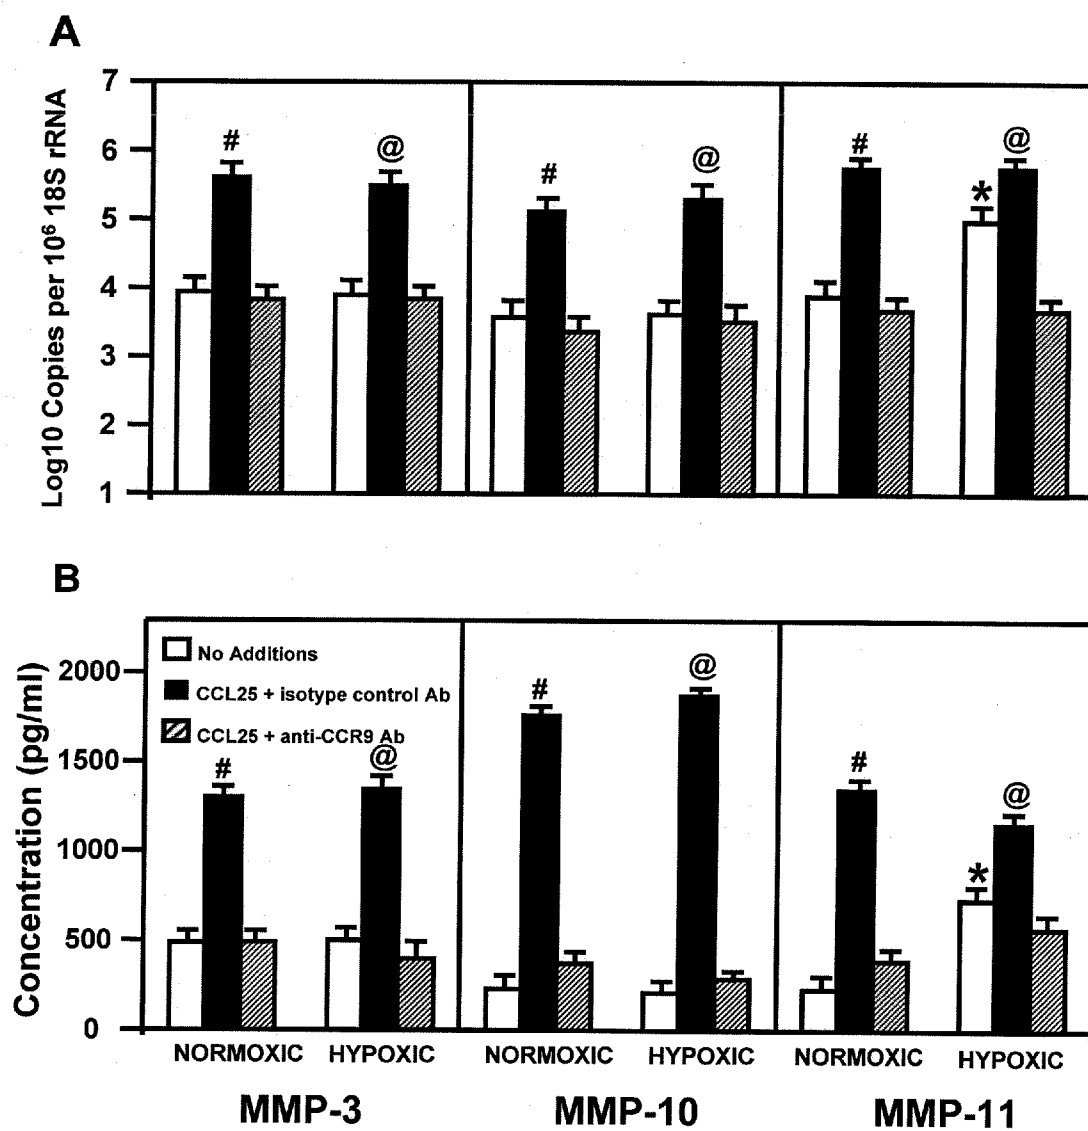 A
Log10 Copies per 10⁶ 18S rRNA
7
6
5
4
3
2
1
# @ # @ # * @
B
Concentration (pg/ml)
2000
1500
1000
500
0
No Additions
CCL25 + isotype control Ab
CCL25 + anti-CCR9 Ab
# @ # @ # * @
NORMOXIC HYPOXIC NORMOXIC HYPOXIC NORMOXIC HYPOXIC
MMP-3 MMP-10 MMP-11